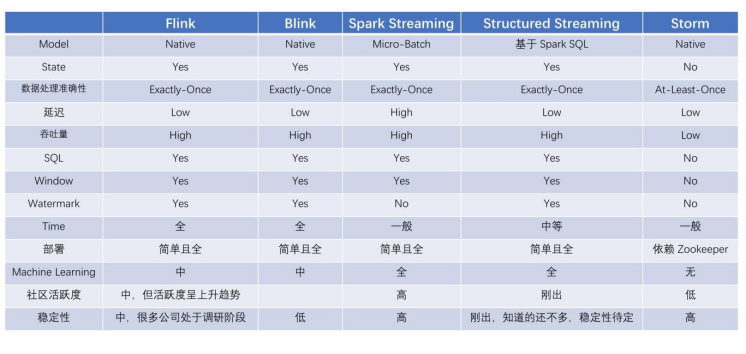 Flink Blink Spark Streaming Structured Streaming Storm
Model Native Native Micro-Batch 基于 Spark SQL Native
State Yes Yes Yes Yes No
数据处理准确性 Exactly-Once Exactly-Once Exactly-Once Exactly-Once At-Least-Once
延迟 Low Low High Low Low
吞吐量 High High High High Low
SQL Yes Yes Yes Yes No
Window Yes Yes Yes Yes No
Watermark Yes Yes No Yes No
Time 全 全 一般 中等 一般
部署 简单且全 简单且全 简单且全 简单且全 依赖 Zookeeper
Machine Learning 中 中 全 全 无
社区活跃度 中，但活跃度呈上升趋势 高 刚出 低
稳定性 中，很多公司处于调研阶段 低 高 刚出，知道的还不多，稳定性待定 高